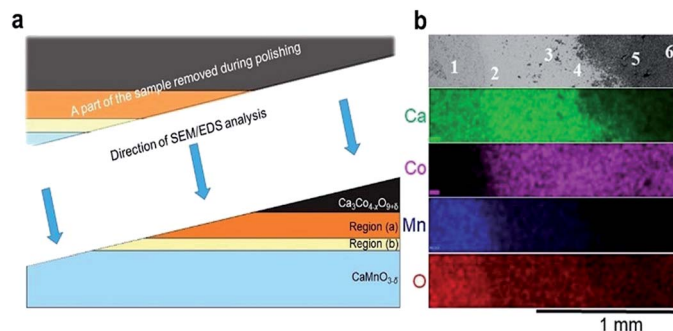 a
A part of the sample removed during polishing
Direction of SEM/EDS analysis
Ca₃Co₄₋ₓO₉₊δ
Region (a)
Region (b)
CaMnO₃₋δ
b
1 2 3 4 5 6
Ca
Co
Mn
O
1 mm